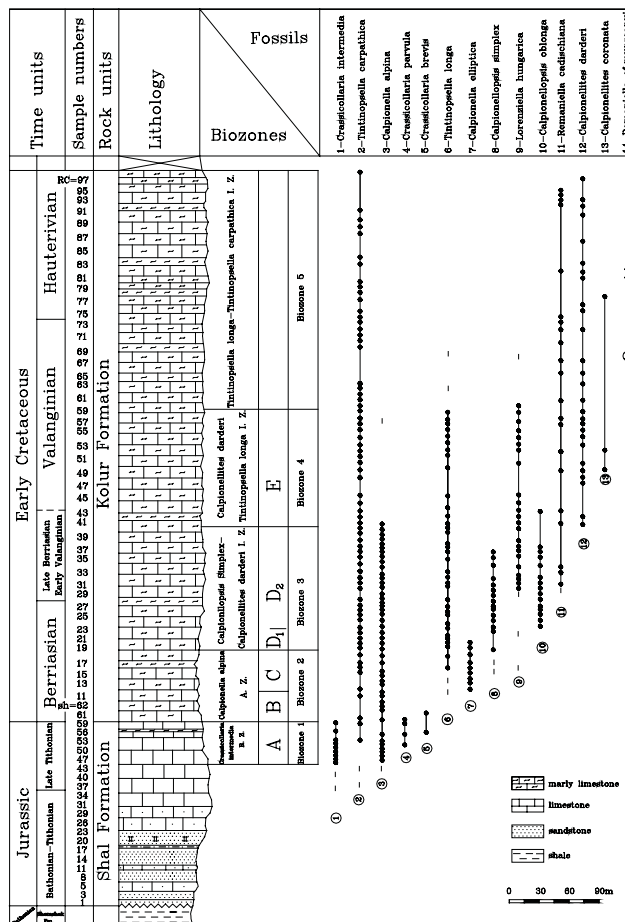 Time units
Sample numbers
Rock units
Lithology
Fossils
Biozones
1-Crassicollaria intermedia
2-Tintinopsella carpathica
3-Calpionella alpina
4-Crassicollaria parvula
5-Crassicollaria brevis
6-Tintinopsella longa
7-Calpionella elliptica
8-Calpionellopsis simplex
9-Lorenziella hungarica
10-Calpionellopsis oblonga
11-Remaniella cadischiana
12-Calpionellites darderi
13-Calpionellites coronata
Early Cretaceous
Jurassic
Hauterivian
Valanginian
Late Berriasian
Early Valanginian
Berriasian
Late Tithonian
Bathonian-Tithonian
RC=97
95
93
91
89
87
85
83
81
79
77
75
73
71
69
67
65
63
61
59
57
55
53
51
49
47
45
43
41
39
37
35
33
31
29
27
25
23
21
19
17
15
13
11
sh=62
61
59
56
53
50
47
43
40
37
34
31
29
26
23
20
17
14
11
8
5
3
1
Kolur Formation
Shal Formation
Tintinopsella longa-Tintinopsella carpathica I. Z.
Biozone 5
Calpionellites darderi
Tintinopsella longa I. Z.
E
Biozone 4
Calpionllopsis Simplex-
Calpionellites darderi I. Z.
D1
D2
Biozone 3
Calpionella alpina
A. Z.
B
C
Biozone 2
Crassicollaria
intermedia
R. Z.
A
Biozone 1
1
2
3
4
5
6
7
8
9
10
11
12
13
marly limestone
limestone
sandstone
shale
0 30 60 90m